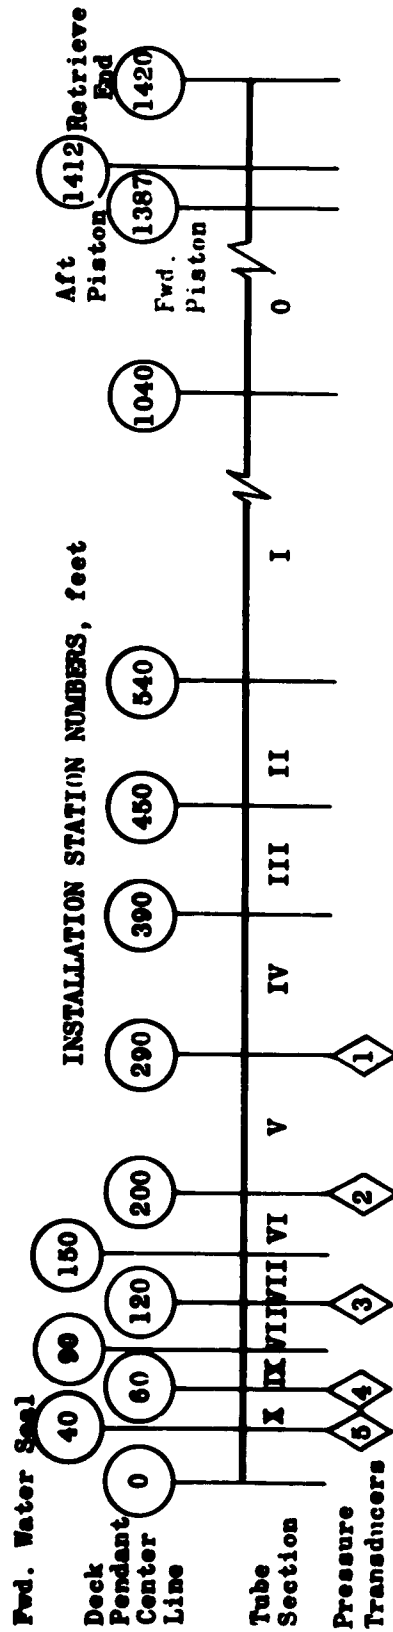 INSTALLATION STATION NUMBERS, feet
Fwd. Water Seal
40 90 150 1412
Aft
Piston
Retrieve
End
Deck
Pendant
Center
Line
0 60 120 200 290 390 450 540 1040 1387 1420
Fwd.
Piston
Tube
Section
X IX VIII VII VI V IV III II I O
Pressure
Transducers
5 4 3 2 1